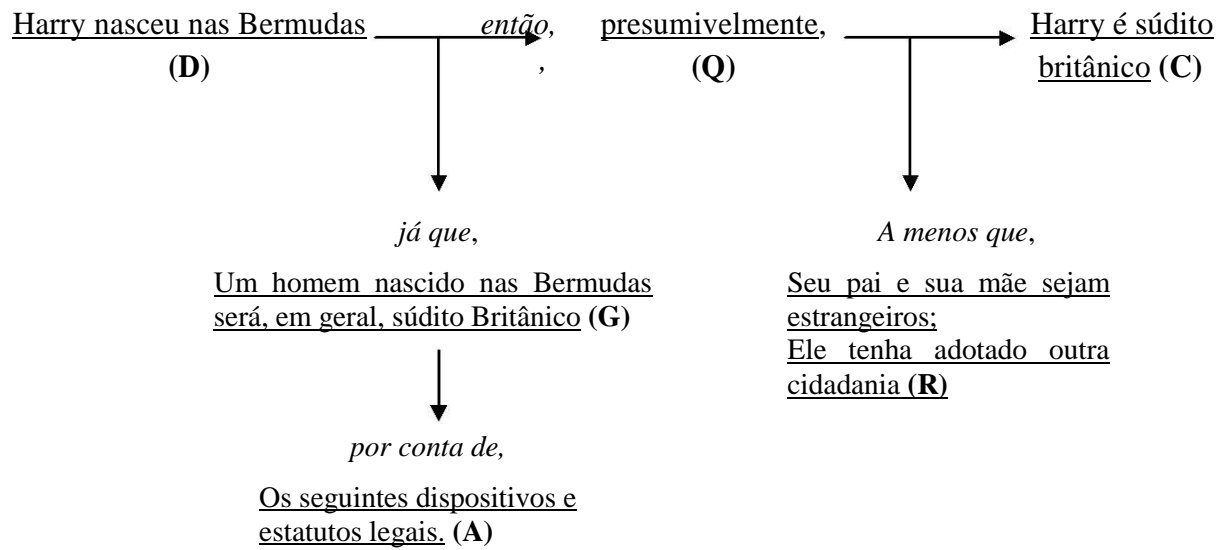 Harry nasceu nas Bermudas então, presumivelmente, Harry é súdito
(D) , (Q) britânico (C)
já que,
Um homem nascido nas Bermudas
será, em geral, súdito Britânico (G)
A menos que,
Seu pai e sua mãe sejam
estrangeiros;
Ele tenha adotado outra
cidadania (R)
por conta de,
Os seguintes dispositivos e
estatutos legais. (A)